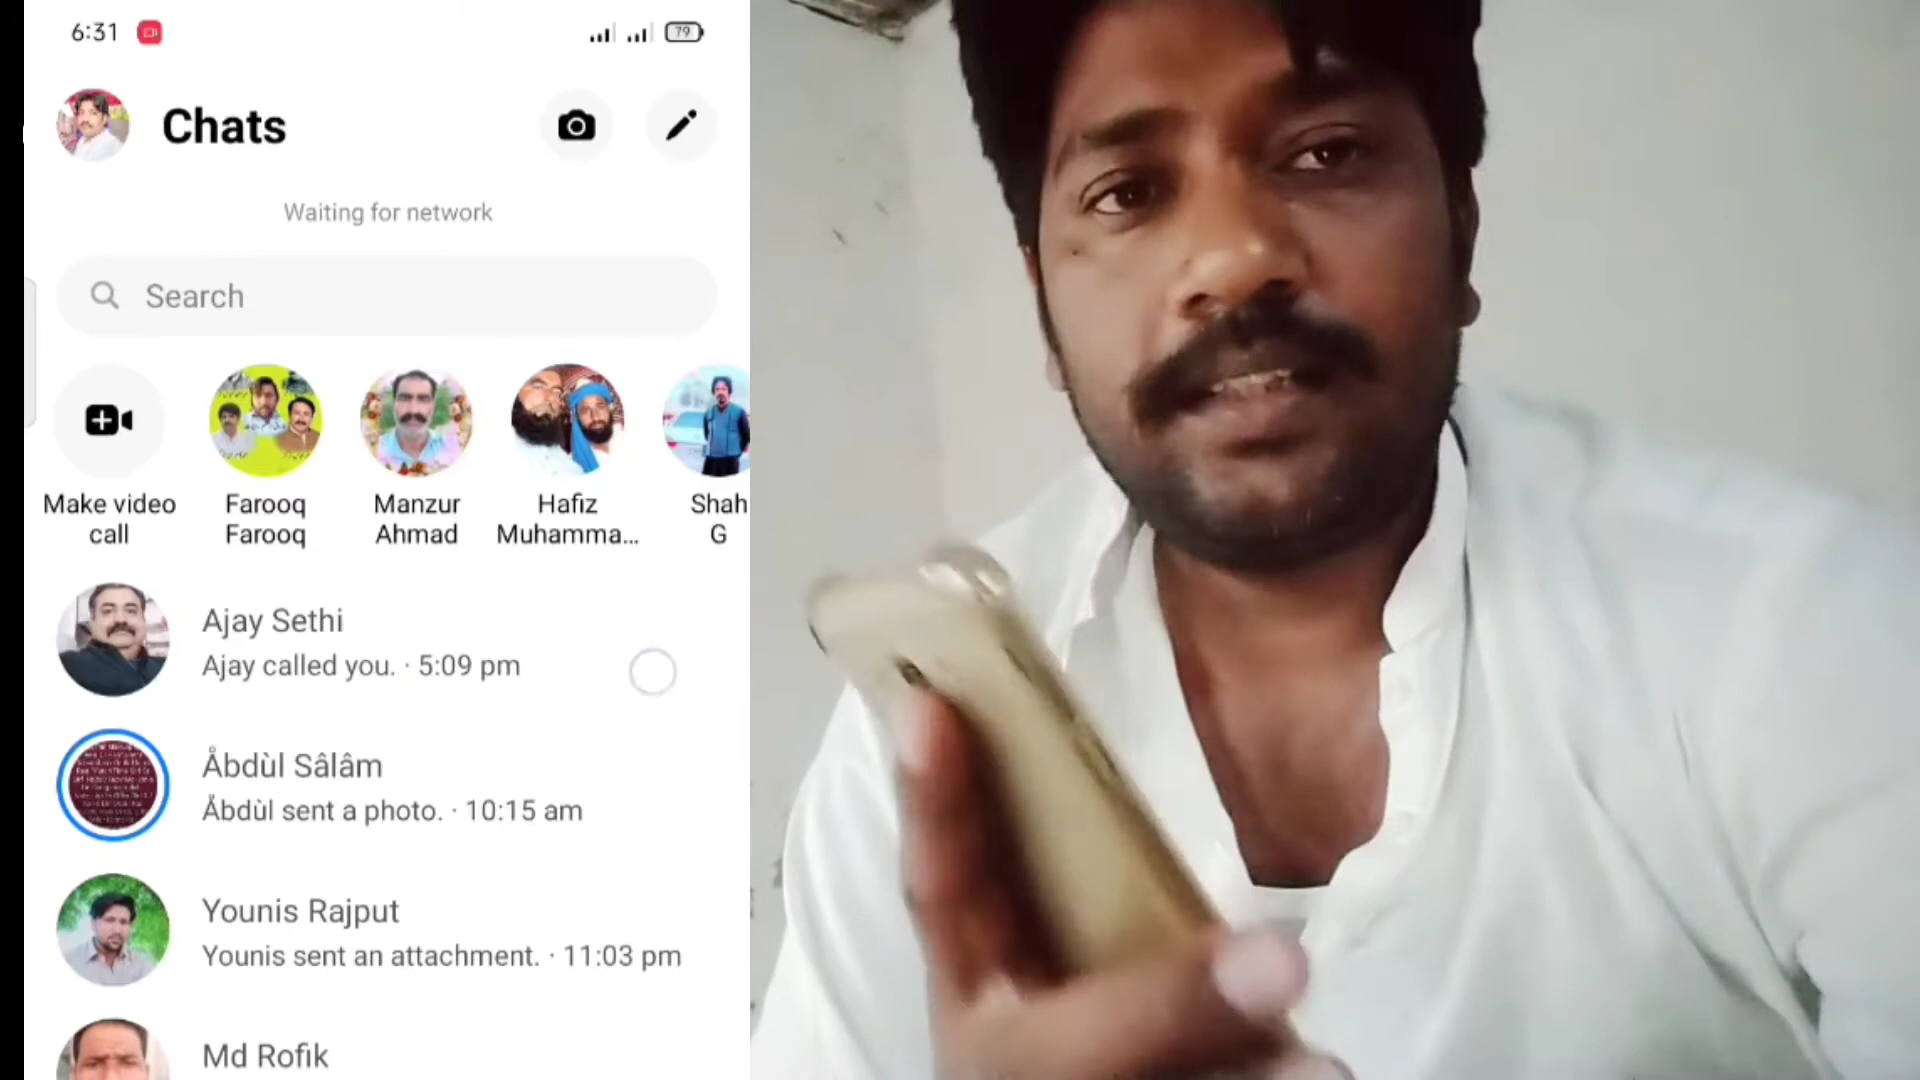 6:31
79
Chats
Waiting for network
Search
Make video call
Farooq Farooq
Manzur Ahmad
Hafiz Muhamma...
Shah G
Ajay Sethi
Ajay called you. · 5:09 pm
Åbdùl Sâlâm
Åbdùl sent a photo. · 10:15 am
Younis Rajput
Younis sent an attachment. · 11:03 pm
Md Rofik